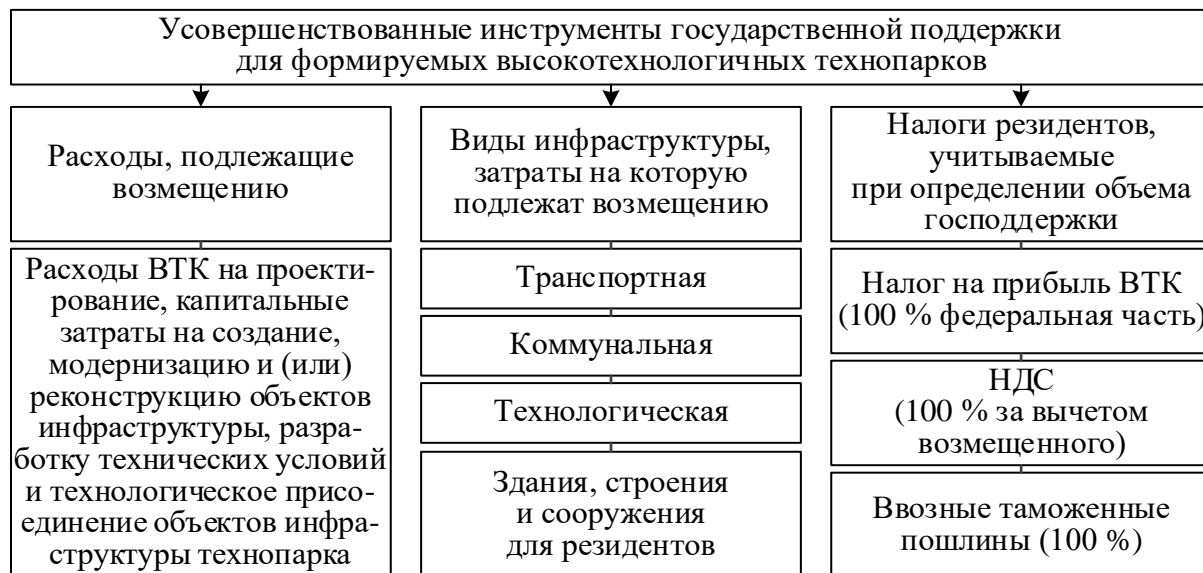 Усовершенствованные инструменты государственной поддержки
для формируемых высокотехнологичных технопарков
Расходы, подлежащие
возмещению
Расходы ВТК на проекти-
рование, капитальные
затраты на создание,
модернизацию и (или)
реконструкцию объектов
инфраструктуры, разра-
ботку технических условий
и технологическое присо-
единение объектов инфра-
структуры технопарка
Виды инфраструктуры,
затраты на которую
подлежат возмещению
Транспортная
Коммунальная
Технологическая
Здания, строения
и сооружения
для резидентов
Налоги резидентов,
учитываемые
при определении объема
господдержки
Налог на прибыль ВТК
(100 % федеральная часть)
НДС
(100 % за вычетом
возмещенного)
Ввозные таможенные
пошлины (100 %)